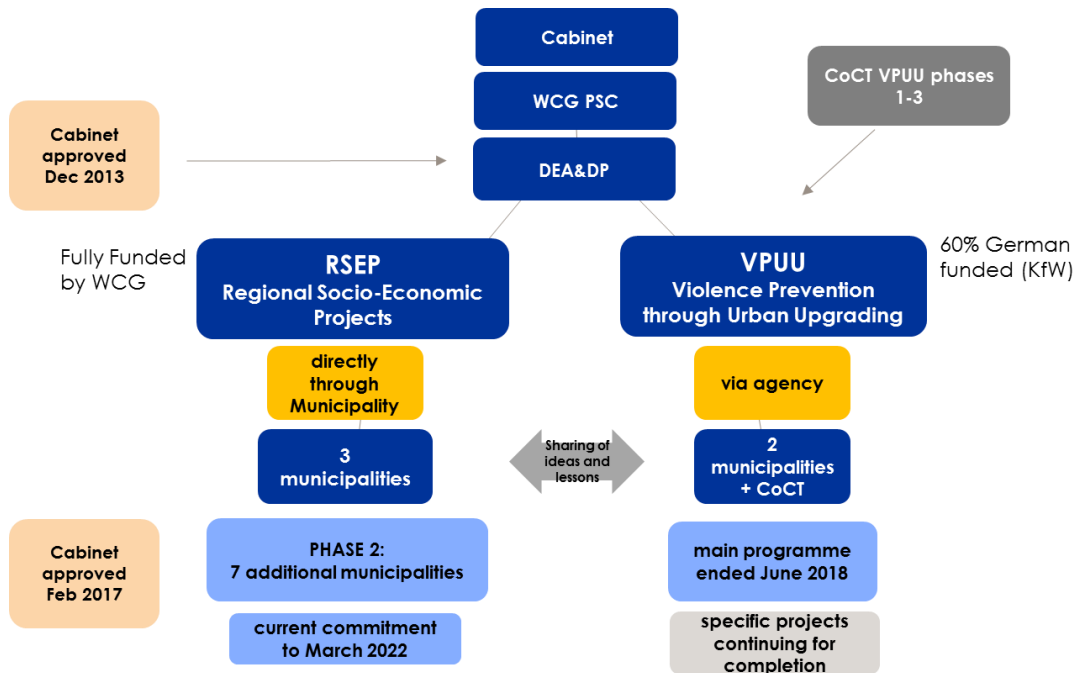 Cabinet
WCG PSC
DEA&DP
CoCT VPUU phases
1-3
Cabinet
approved
Dec 2013
Fully Funded
by WCG
RSEP
Regional Socio-Economic
Projects
VPUU
Violence Prevention
through Urban Upgrading
60% German
funded (KfW)
directly
through
Municipality
via agency
3
municipalities
Sharing of
ideas and
lessons
2
municipalities
+ CoCT
Cabinet
approved
Feb 2017
PHASE 2:
7 additional municipalities
main programme
ended June 2018
current commitment
to March 2022
specific projects
continuing for
completion